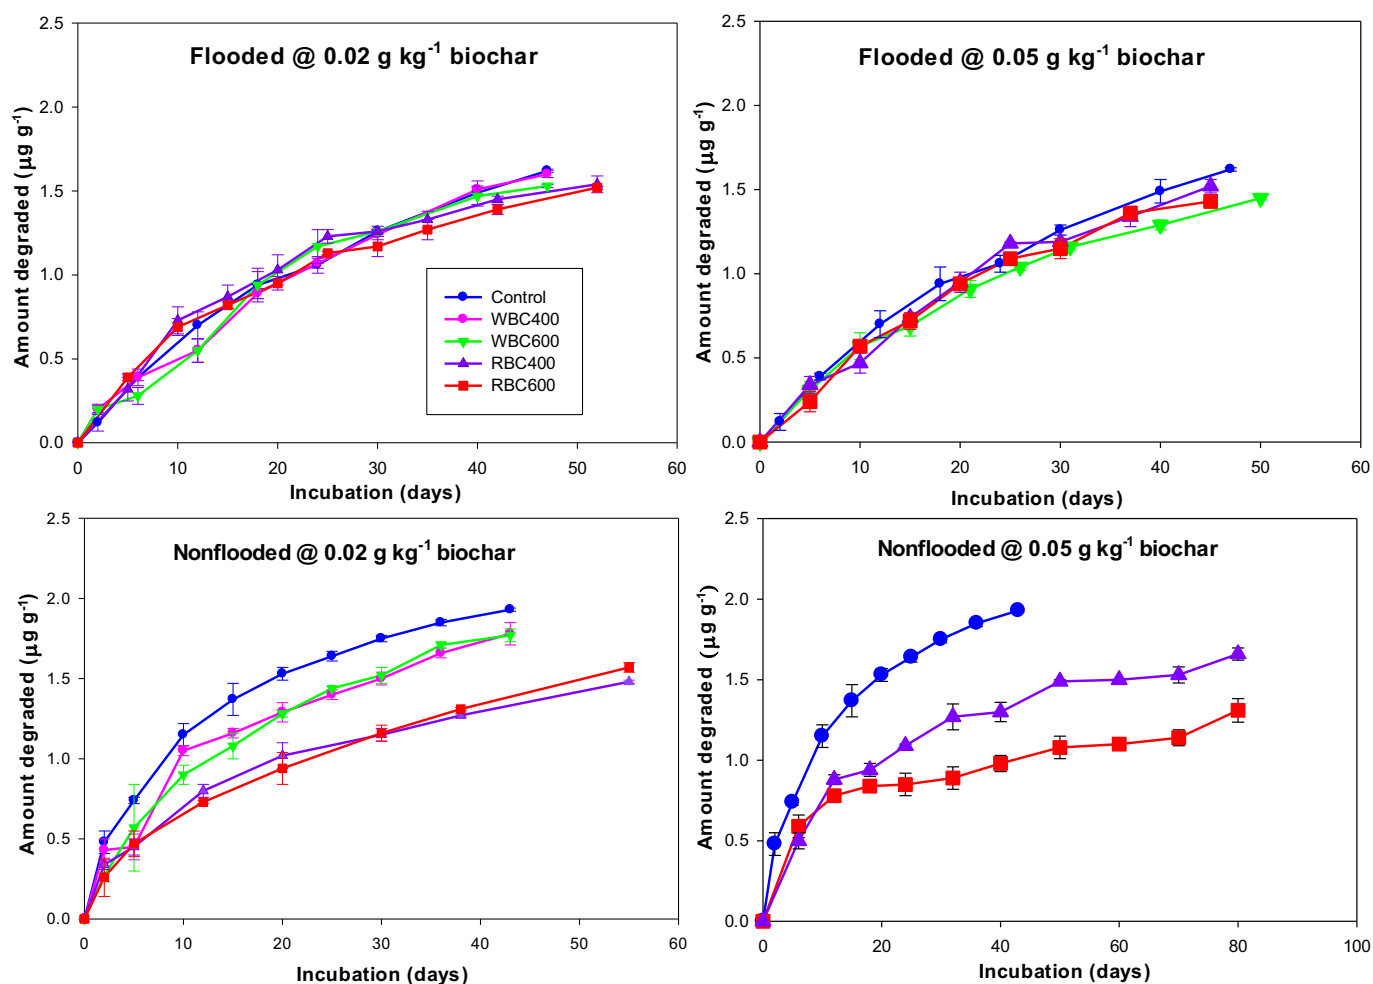 Flooded @ 0.02 g kg-1 biochar
Amount degraded (μg g-1)
2.5
2.0
1.5
1.0
0.5
0.0
Control
WBC400
WBC600
RBC400
RBC600
0 10 20 30 40 50 60
Incubation (days)
Flooded @ 0.05 g kg-1 biochar
Amount degraded (μg g-1)
2.5
2.0
1.5
1.0
0.5
0.0
0 10 20 30 40 50 60
Incubation (days)
Nonflooded @ 0.02 g kg-1 biochar
Amount degraded (μg g-1)
2.5
2.0
1.5
1.0
0.5
0.0
0 10 20 30 40 50 60
Incubation (days)
Nonflooded @ 0.05 g kg-1 biochar
Amount degraded (μg g-1)
2.5
2.0
1.5
1.0
0.5
0.0
0 20 40 60 80 100
Incubation (days)